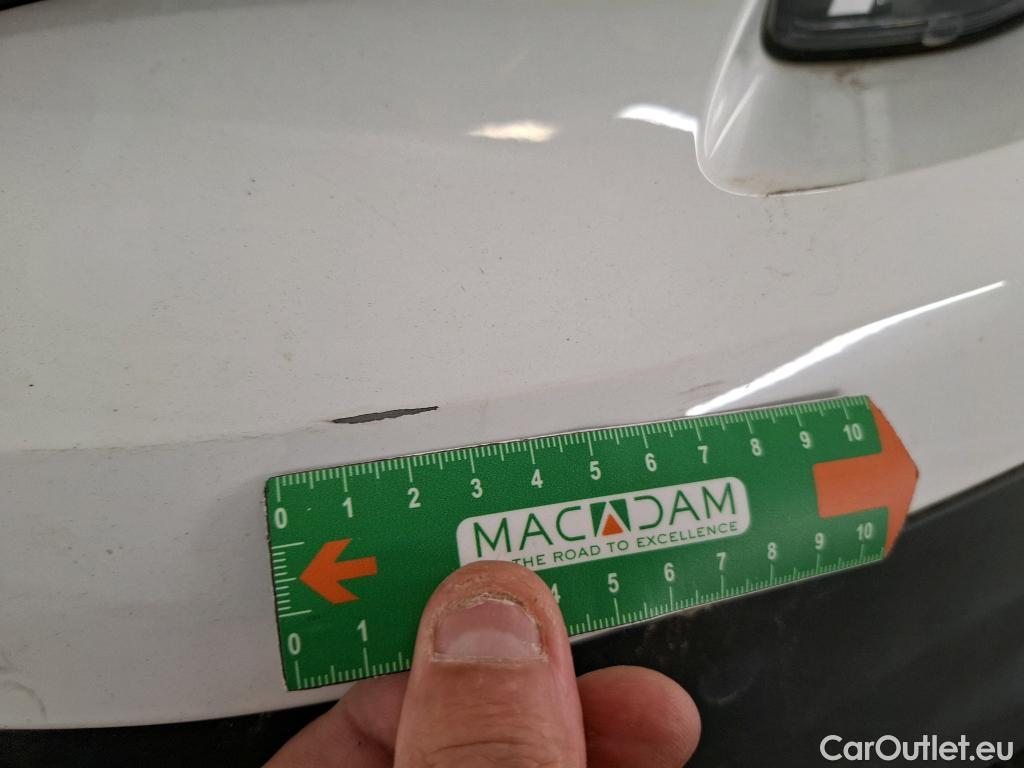 0 1 2 3 4 5 6 7 8 9 10
MACADAM
THE ROAD TO EXCELLENCE
0 1 4 5 6 7 8 9 10
CarOutlet.eu